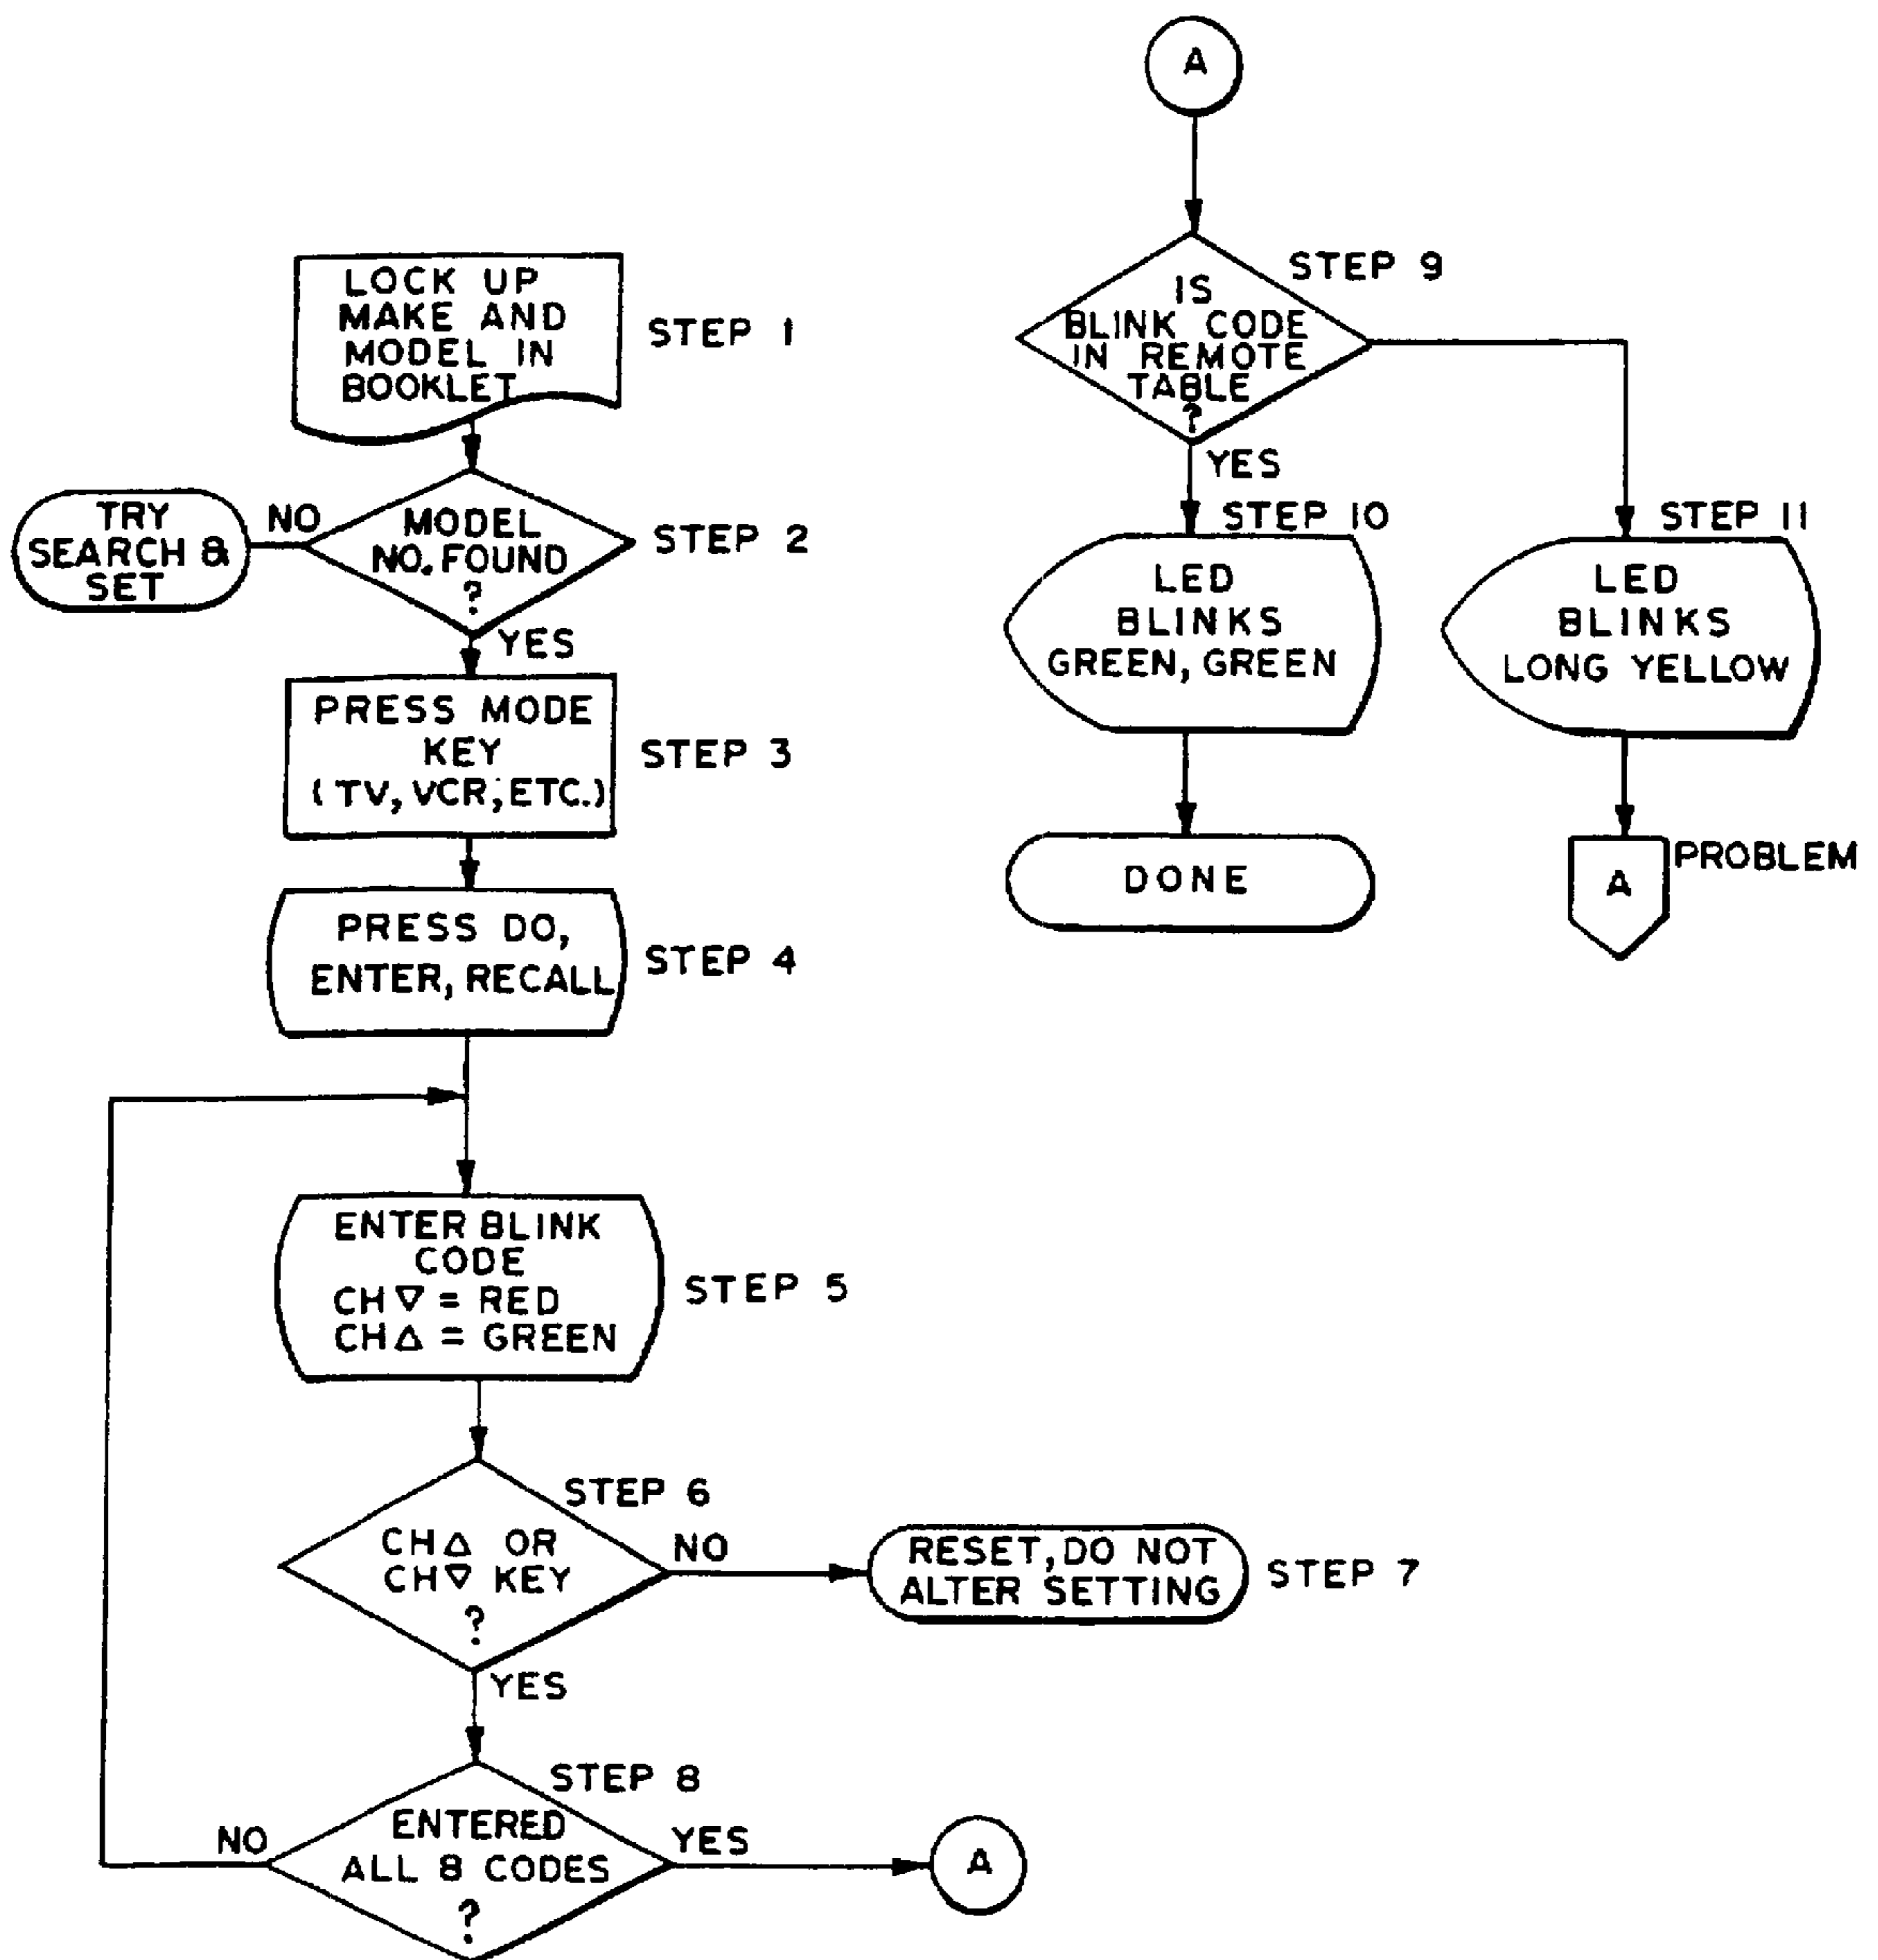 LOCK UP
MAKE AND
MODEL IN
BOOKLET
STEP 1
TRY
SEARCH &
SET
NO
MODEL
NO. FOUND
?
STEP 2
YES
PRESS MODE
KEY
(TV, VCR, ETC.)
STEP 3
PRESS DO,
ENTER, RECALL
STEP 4
ENTER BLINK
CODE
CH▽ = RED
CH△ = GREEN
STEP 5
STEP 6
CH△ OR
CH▽ KEY
?
NO
RESET, DO NOT
ALTER SETTING
STEP 7
YES
STEP 8
ENTERED
ALL 8 CODES
?
NO
YES
A
A
STEP 9
IS
BLINK CODE
IN REMOTE
TABLE
?
YES
STEP 10
LED
BLINKS
GREEN, GREEN
DONE
STEP 11
LED
BLINKS
LONG YELLOW
A
PROBLEM